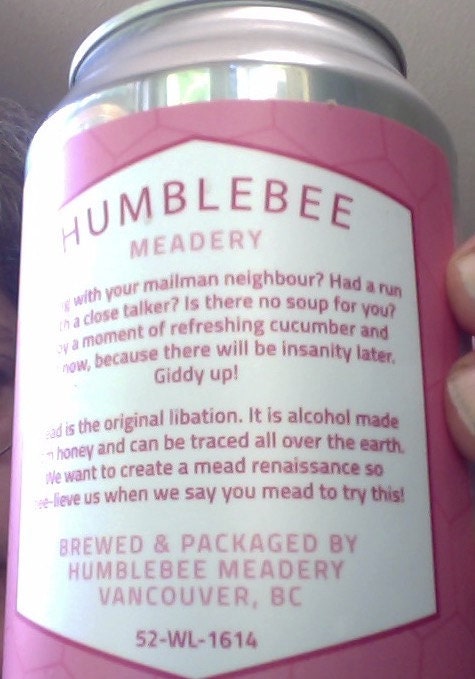 HUMBLEBEE
MEADERY
with your mailman neighbour? Had a run
a close talker? Is there no soup for you?
a moment of refreshing cucumber and
now, because there will be insanity later.
Giddy up!
is the original libation. It is alcohol made
honey and can be traced all over the earth.
We want to create a mead renaissance so
us when we say you mead to try this!
BREWED & PACKAGED BY
HUMBLEBEE MEADERY
VANCOUVER, BC
52-WL-1614